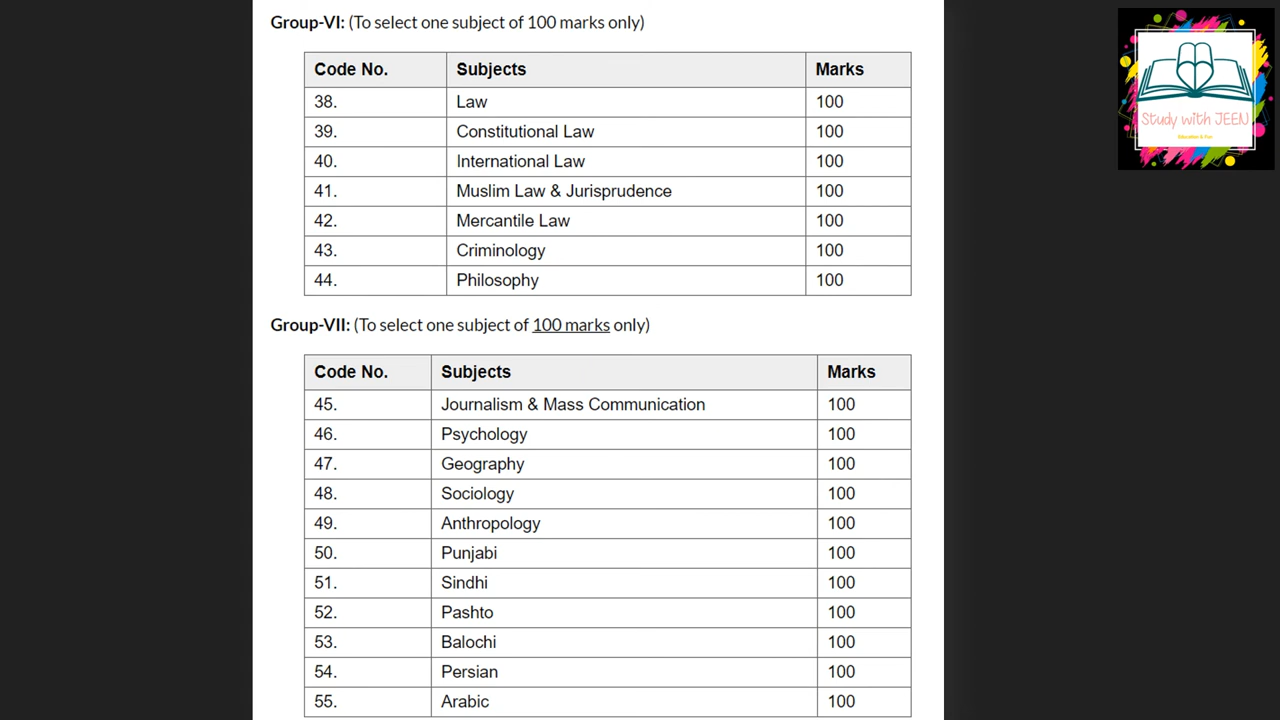 Group-VI: (To select one subject of 100 marks only)
Code No. Subjects Marks
38. Law 100
39. Constitutional Law 100
40. International Law 100
41. Muslim Law & Jurisprudence 100
42. Mercantile Law 100
43. Criminology 100
44. Philosophy 100
Group-VII: (To select one subject of 100 marks only)
Code No. Subjects Marks
45. Journalism & Mass Communication 100
46. Psychology 100
47. Geography 100
48. Sociology 100
49. Anthropology 100
50. Punjabi 100
51. Sindhi 100
52. Pashto 100
53. Balochi 100
54. Persian 100
55. Arabic 100
Study with JEEN
Education & Fun